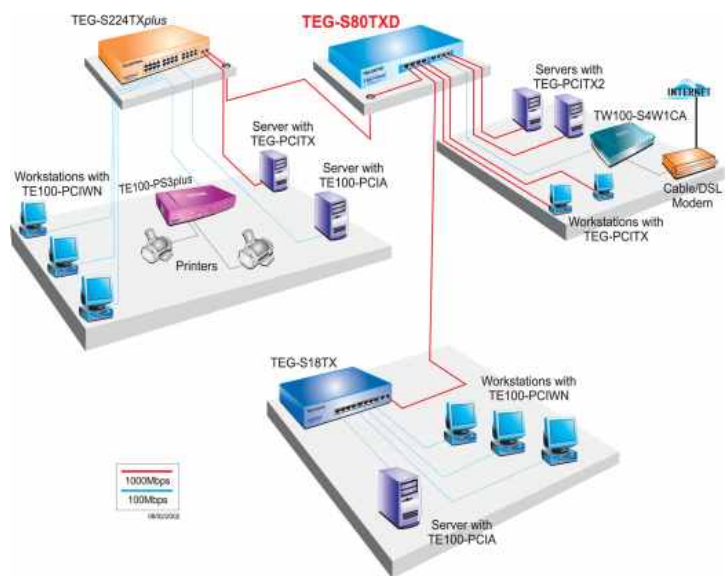 TEG-S224TXplus
TEG-S80TXD
Servers with
TEG-PCITX2
INTERNET
TW100-S4W1CA
Server with
TEG-PCITX
Server with
TE100-PCIA
Workstations with
TE100-PCIWN
TE100-PS3plus
Cable/DSL
Modem
Workstations with
TEG-PCITX
Printers
TEG-S18TX
Workstations with
TE100-PCIWN
1000Mbps
100Mbps
Server with
TE100-PCIA